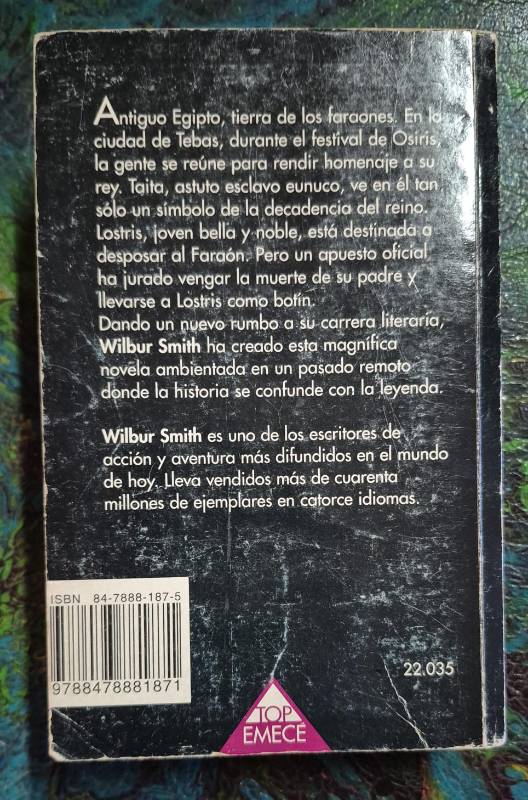 Antiguo Egipto, tierra de los faraones. En la
ciudad de Tebas, durante el festival de Osiris,
la gente se reúne para rendir homenaje a su
rey. Taita, astuto esclavo eunuco, ve en él tan
sólo un símbolo de la decadencia del reino.
Lostris, joven bella y noble, está destinada a
desposar al Faraón. Pero un apuesto oficial
ha jurado vengar la muerte de su padre y
llevarse a Lostris como botín.
Dando un nuevo rumbo a su carrera literaria,
Wilbur Smith ha creado esta magnífica
novela ambientada en un pasado remoto
donde la historia se confunde con la leyenda.
Wilbur Smith es uno de los escritores de
acción y aventura más difundidos en el mundo
de hoy. Lleva vendidos más de cuarenta
millones de ejemplares en catorce idiomas.
ISBN 84-7888-187-5
9788478881871
22.035
TOP
EMECÉ